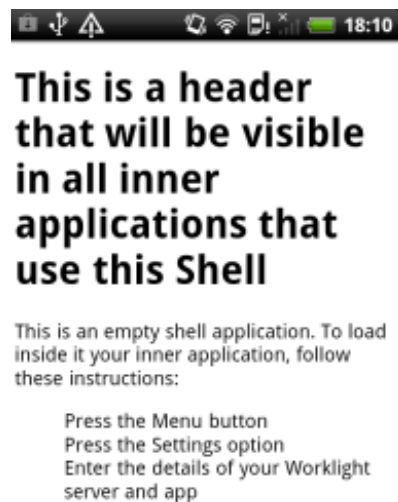 18:10
This is a header
that will be visible
in all inner
applications that
use this Shell
This is an empty shell application. To load
inside it your inner application, follow
these instructions:
Press the Menu button
Press the Settings option
Enter the details of your Worklight
server and app